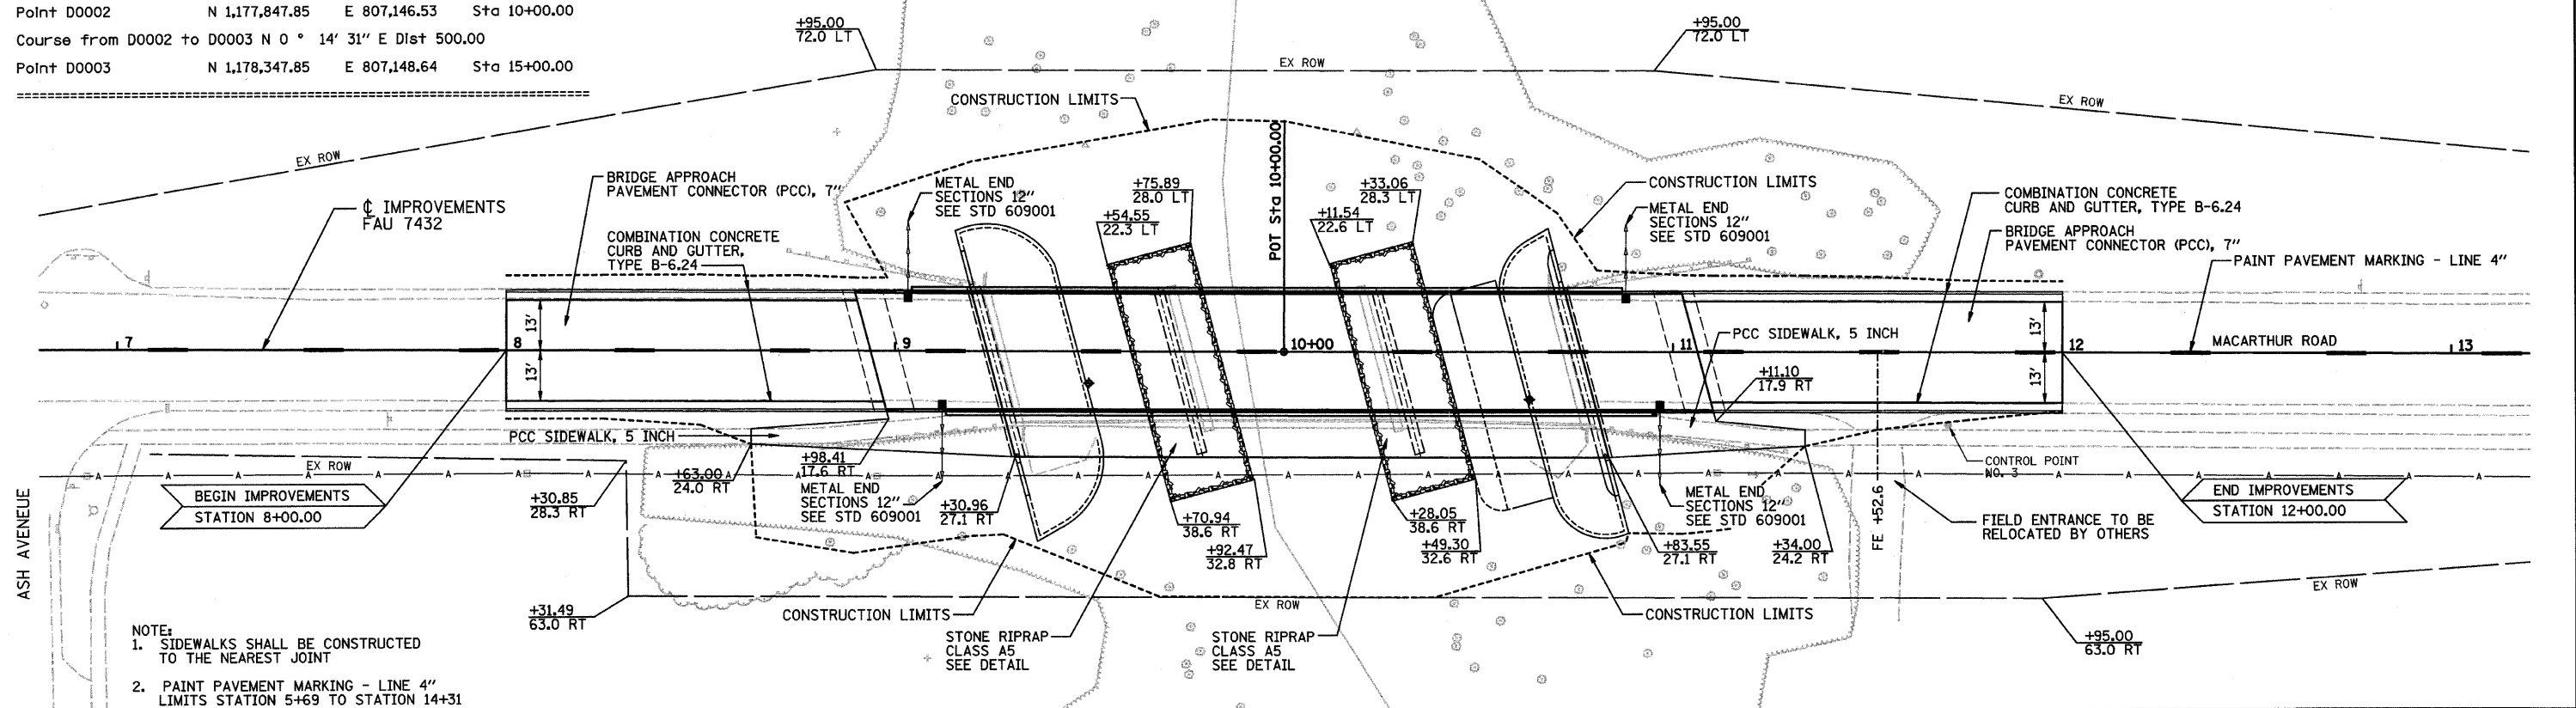 Point D0002 N 1,177,847.85 E 807,146.53 Sta 10+00.00
Course from D0002 to D0003 N 0 ° 14' 31" E Dist 500.00
Point D0003 N 1,178,347.85 E 807,148.64 Sta 15+00.00
+95.00
72.0 LT
+95.00
72.0 LT
EX ROW
EX ROW
EX ROW
CONSTRUCTION LIMITS
POT Sta 10+00.00
℄ IMPROVEMENTS
FAU 7432
BRIDGE APPROACH
PAVEMENT CONNECTOR (PCC), 7"
COMBINATION CONCRETE
CURB AND GUTTER,
TYPE B-6.24
METAL END
SECTIONS 12"
SEE STD 609001
+75.89
28.0 LT
+54.55
22.3 LT
+33.06
28.3 LT
+11.54
22.6 LT
CONSTRUCTION LIMITS
METAL END
SECTIONS 12"
SEE STD 609001
COMBINATION CONCRETE
CURB AND GUTTER, TYPE B-6.24
BRIDGE APPROACH
PAVEMENT CONNECTOR (PCC), 7"
PAINT PAVEMENT MARKING - LINE 4"
13'
13'
13'
13'
7
8
9
10+00
11
12
13
MACARTHUR ROAD
PCC SIDEWALK, 5 INCH
+11.10
17.9 RT
PCC SIDEWALK, 5 INCH
EX ROW
A A A A A A A A A A A A
BEGIN IMPROVEMENTS
STATION 8+00.00
+30.85
28.3 RT
+63.00
24.0 RT
+98.41
17.6 RT
METAL END
SECTIONS 12"
SEE STD 609001
+30.96
27.1 RT
+70.94
38.6 RT
+92.47
32.8 RT
+28.05
38.6 RT
+49.30
32.6 RT
METAL END
SECTIONS 12"
SEE STD 609001
+83.55
27.1 RT
+34.00
24.2 RT
FE +52.6
CONTROL POINT
NO. 3
FIELD ENTRANCE TO BE
RELOCATED BY OTHERS
END IMPROVEMENTS
STATION 12+00.00
ASH AVENEUE
+31.49
63.0 RT
CONSTRUCTION LIMITS
EX ROW
CONSTRUCTION LIMITS
EX ROW
STONE RIPRAP
CLASS A5
SEE DETAIL
STONE RIPRAP
CLASS A5
SEE DETAIL
+95.00
63.0 RT
NOTE:
1. SIDEWALKS SHALL BE CONSTRUCTED
TO THE NEAREST JOINT
2. PAINT PAVEMENT MARKING - LINE 4"
LIMITS STATION 5+69 TO STATION 14+31